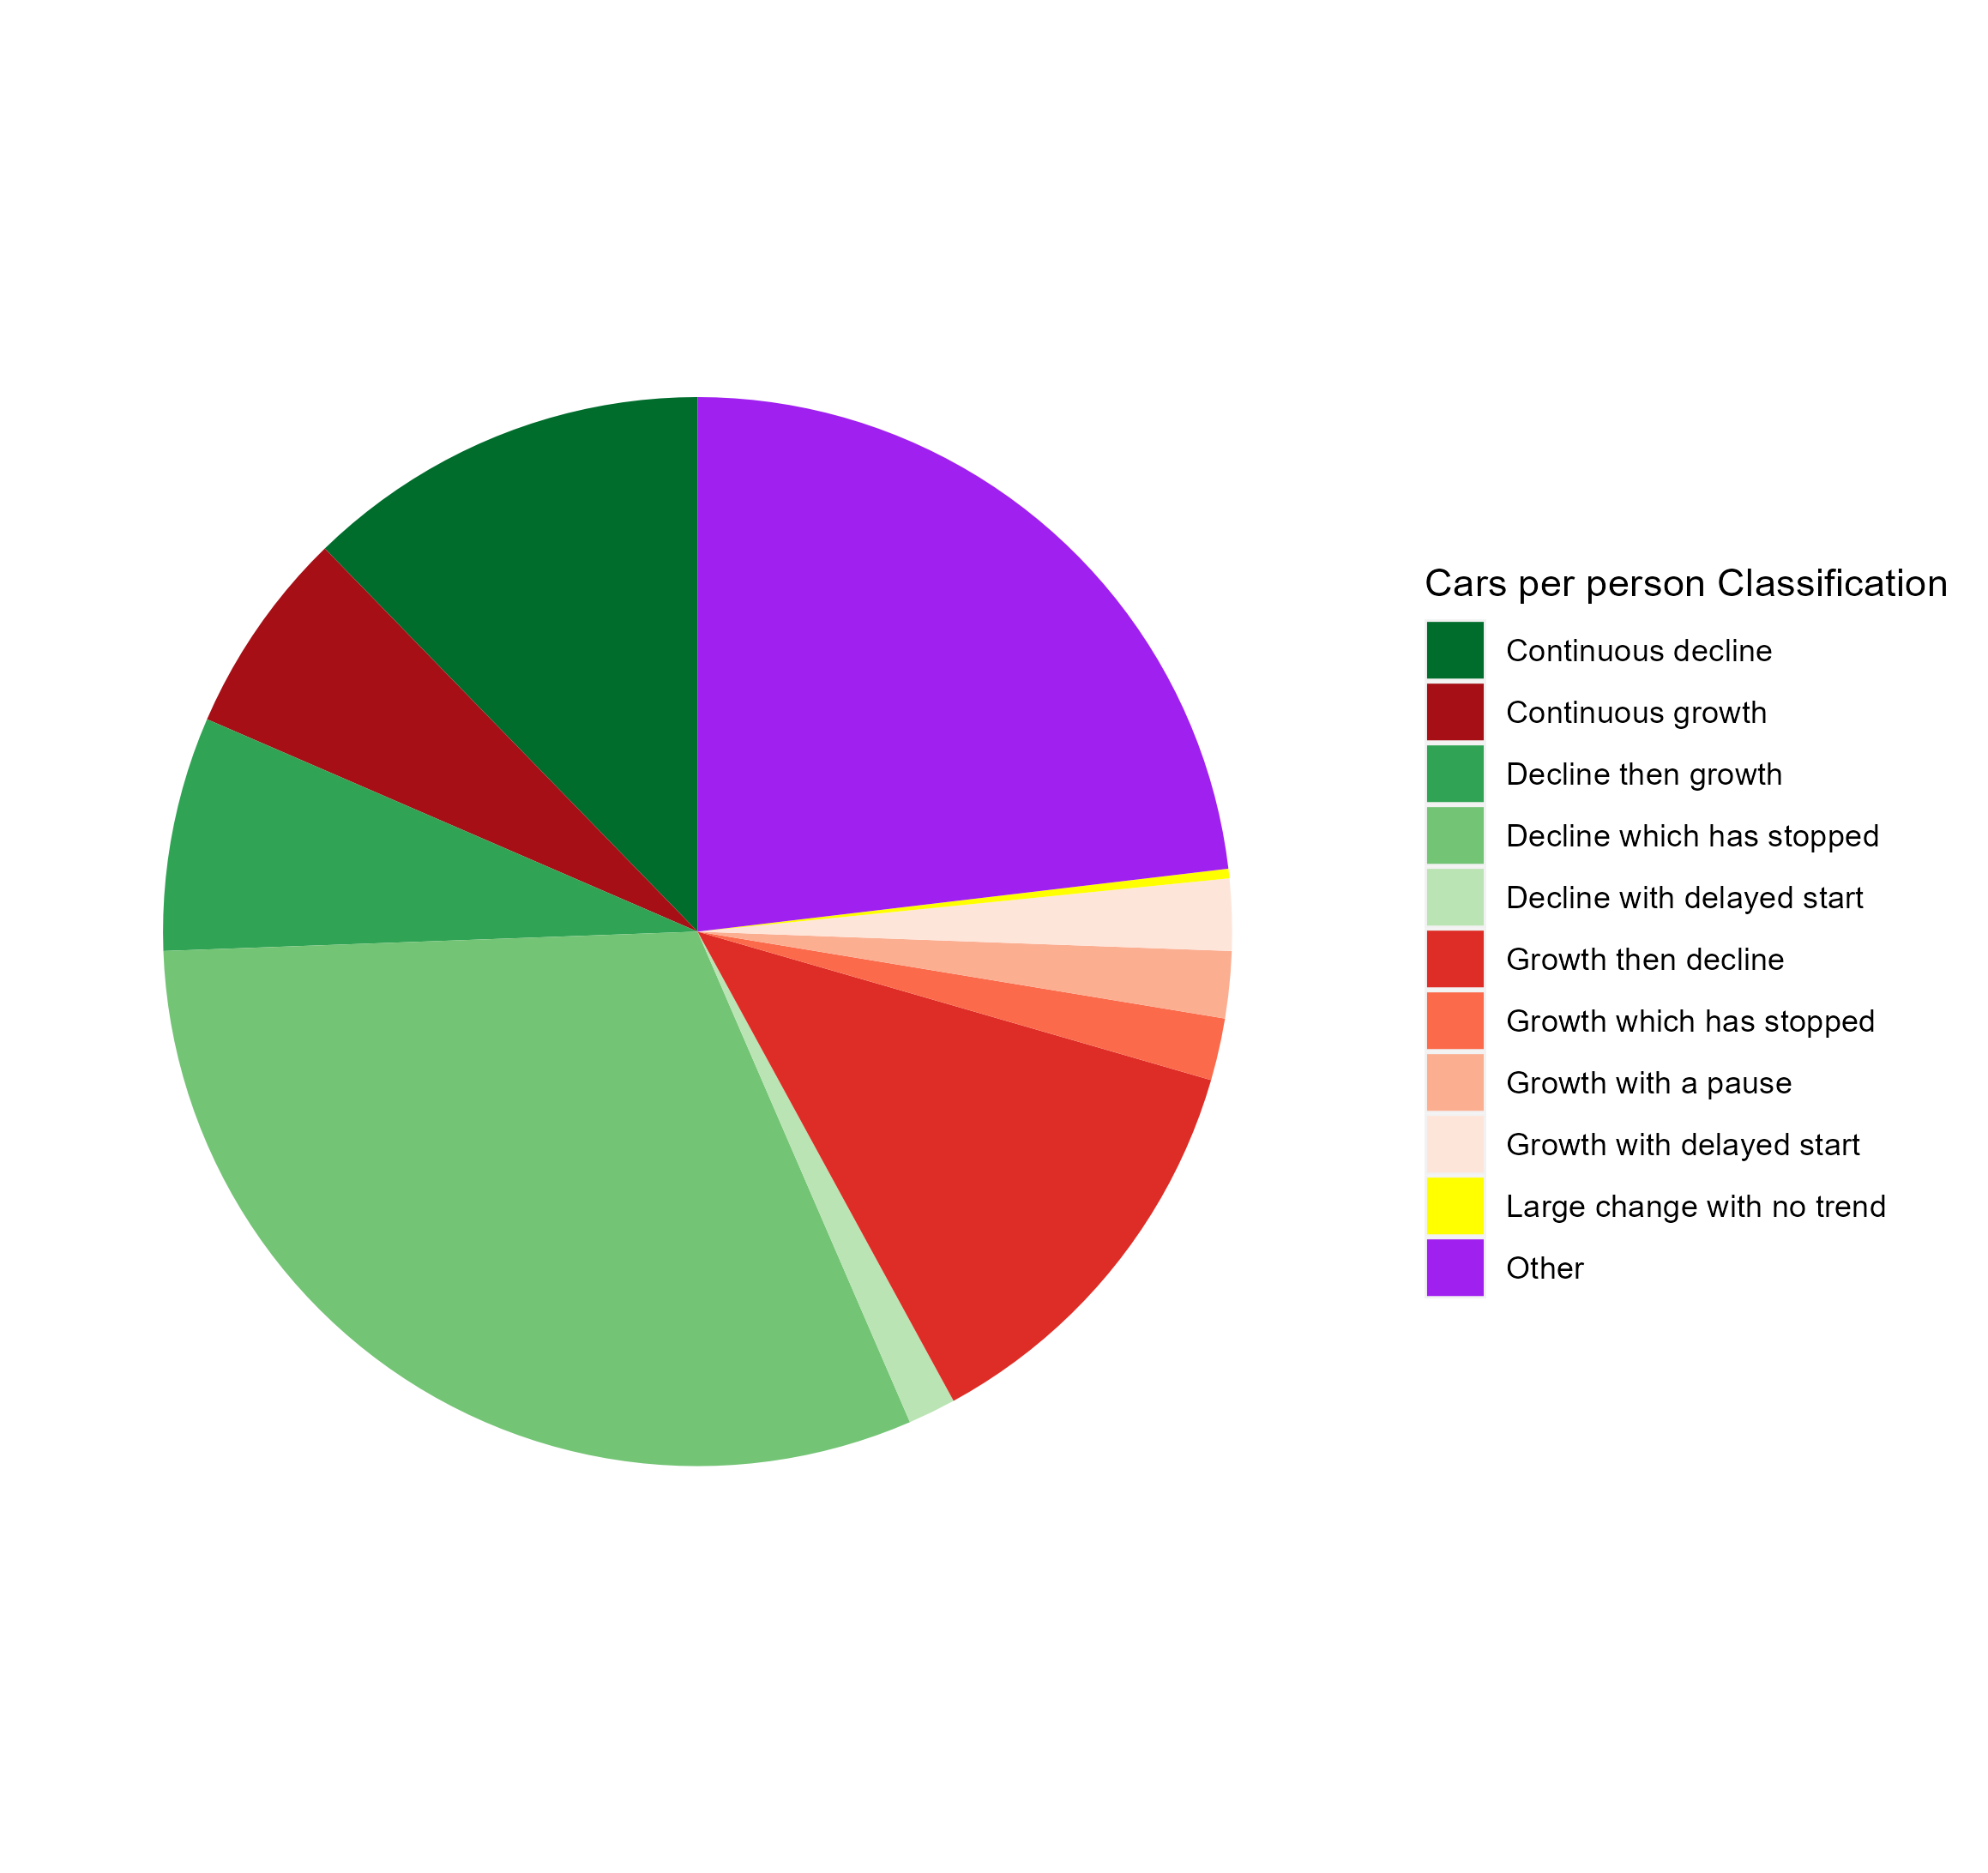 Cars per person Classification
Continuous decline
Continuous growth
Decline then growth
Decline which has stopped
Decline with delayed start
Growth then decline
Growth which has stopped
Growth with a pause
Growth with delayed start
Large change with no trend
Other